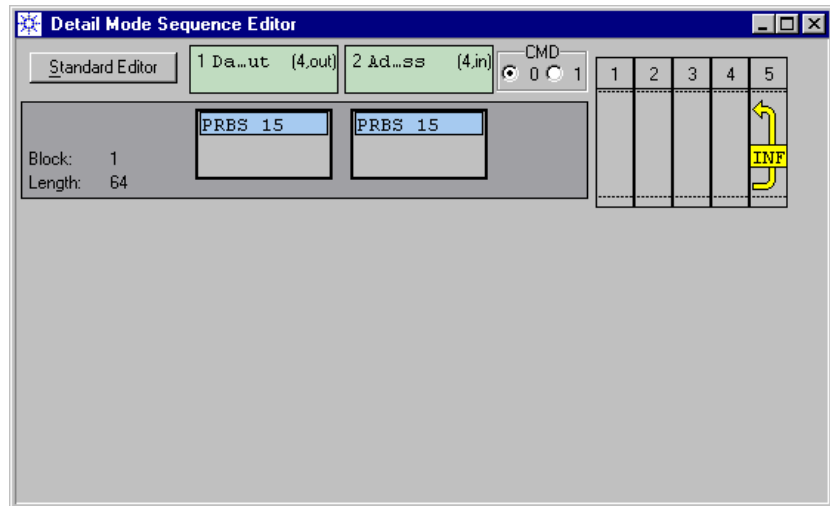 Detail Mode Sequence Editor
Standard Editor
1 Da…ut (4,out)
2 Ad…ss (4,in)
CMD
0 1
1 2 3 4 5
PRBS 15
PRBS 15
Block: 1
Length: 64
INF